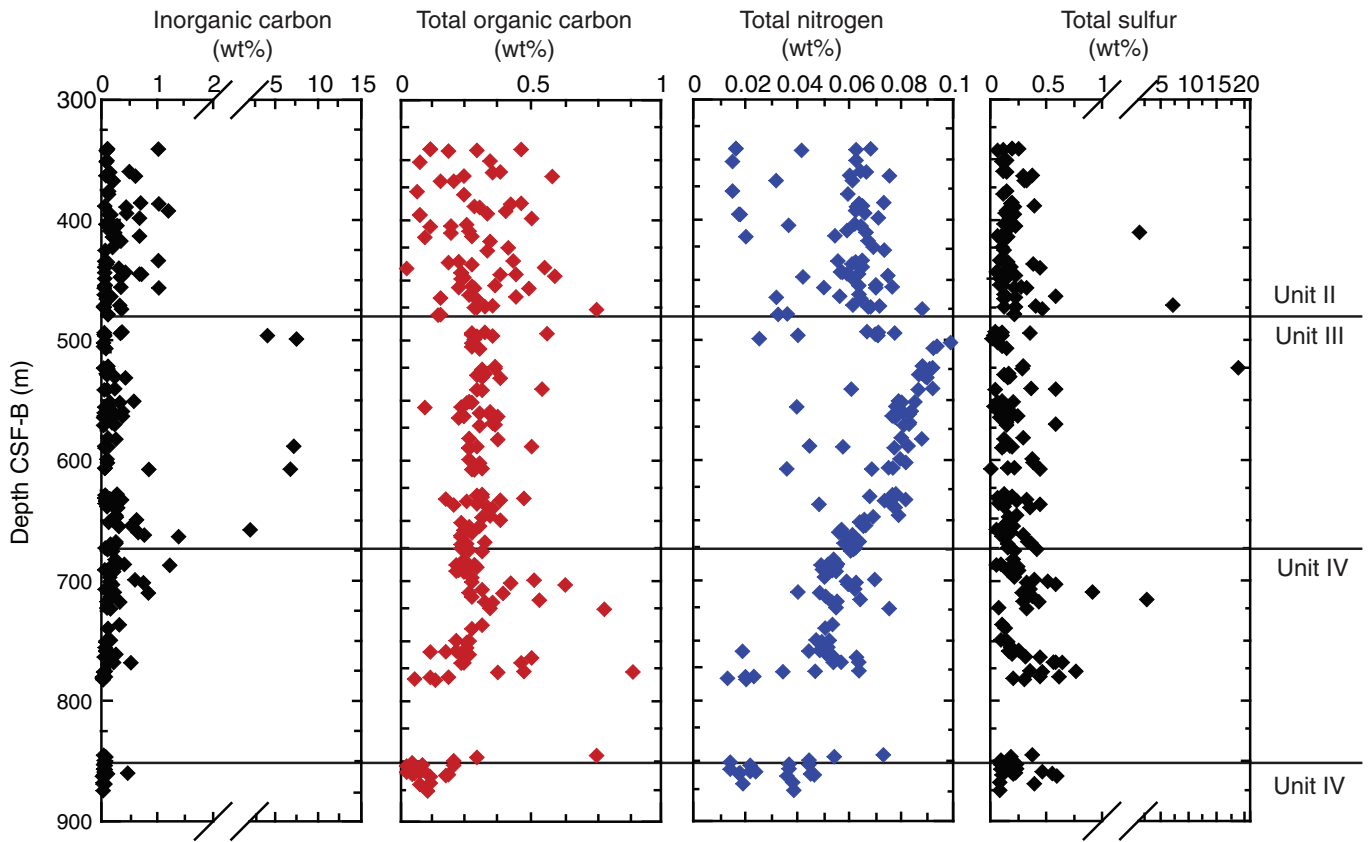 Inorganic carbon Total organic carbon Total nitrogen Total sulfur
(wt%) (wt%) (wt%) (wt%)
0 1 2 5 10 15 0 0.5 1 0 0.02 0.04 0.06 0.08 0.1 0 0.5 1 5 10 15 20
300
400
500
600
700
800
900
Depth CSF-B (m)
Unit II
Unit III
Unit IV
Unit IV